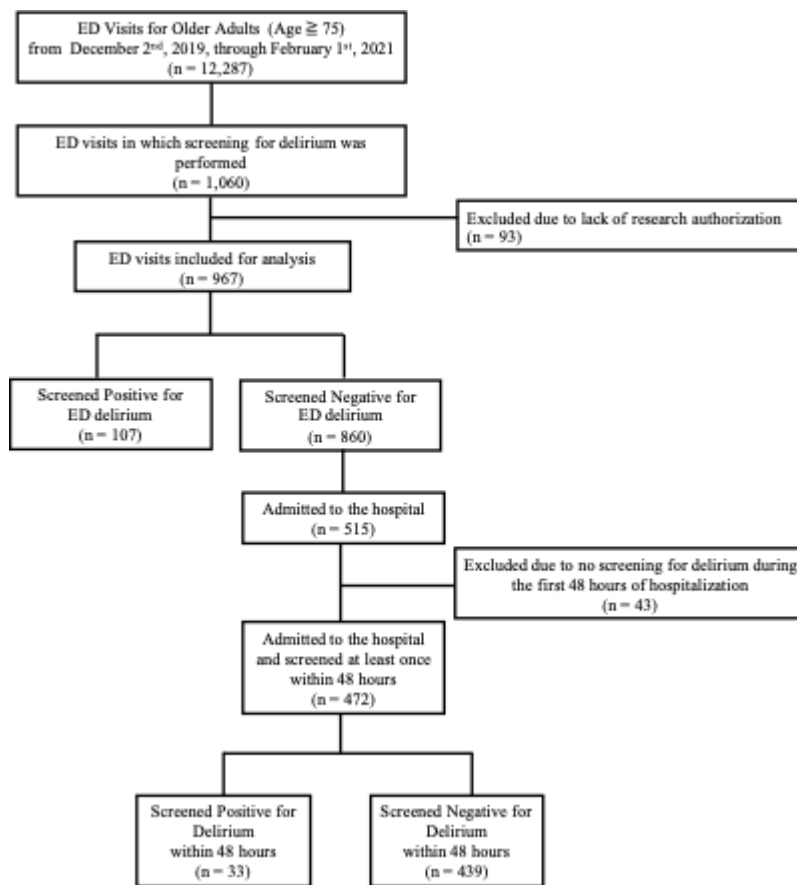 ED Visits for Older Adults (Age ≧ 75)
from December 2nd, 2019, through February 1st, 2021
(n = 12,287)
ED visits in which screening for delirium was
performed
(n = 1,060)
Excluded due to lack of research authorization
(n = 93)
ED visits included for analysis
(n = 967)
Screened Positive for
ED delirium
(n = 107)
Screened Negative for
ED delirium
(n = 860)
Admitted to the hospital
(n = 515)
Excluded due to no screening for delirium during
the first 48 hours of hospitalization
(n = 43)
Admitted to the hospital
and screened at least once
within 48 hours
(n = 472)
Screened Positive for
Delirium
within 48 hours
(n = 33)
Screened Negative for
Delirium
within 48 hours
(n = 439)